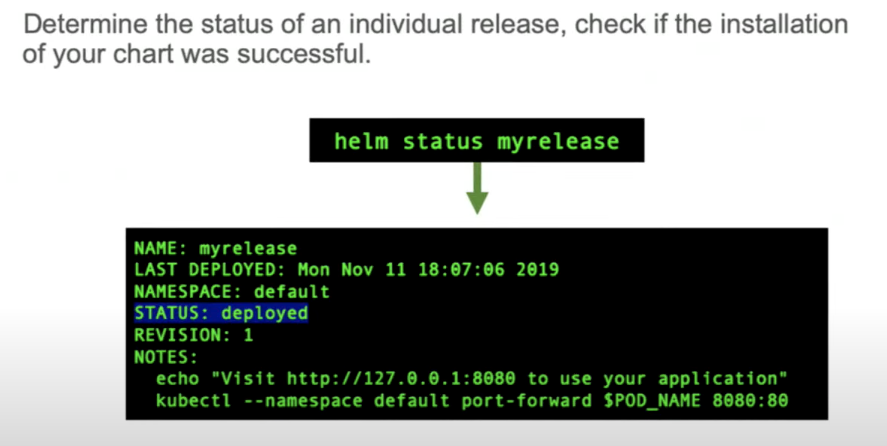 Determine the status of an individual release, check if the installation
of your chart was successful.
helm status myrelease
NAME: myrelease
LAST DEPLOYED: Mon Nov 11 18:07:06 2019
NAMESPACE: default
STATUS: deployed
REVISION: 1
NOTES:
  echo "Visit http://127.0.0.1:8080 to use your application"
  kubectl --namespace default port-forward $POD_NAME 8080:80